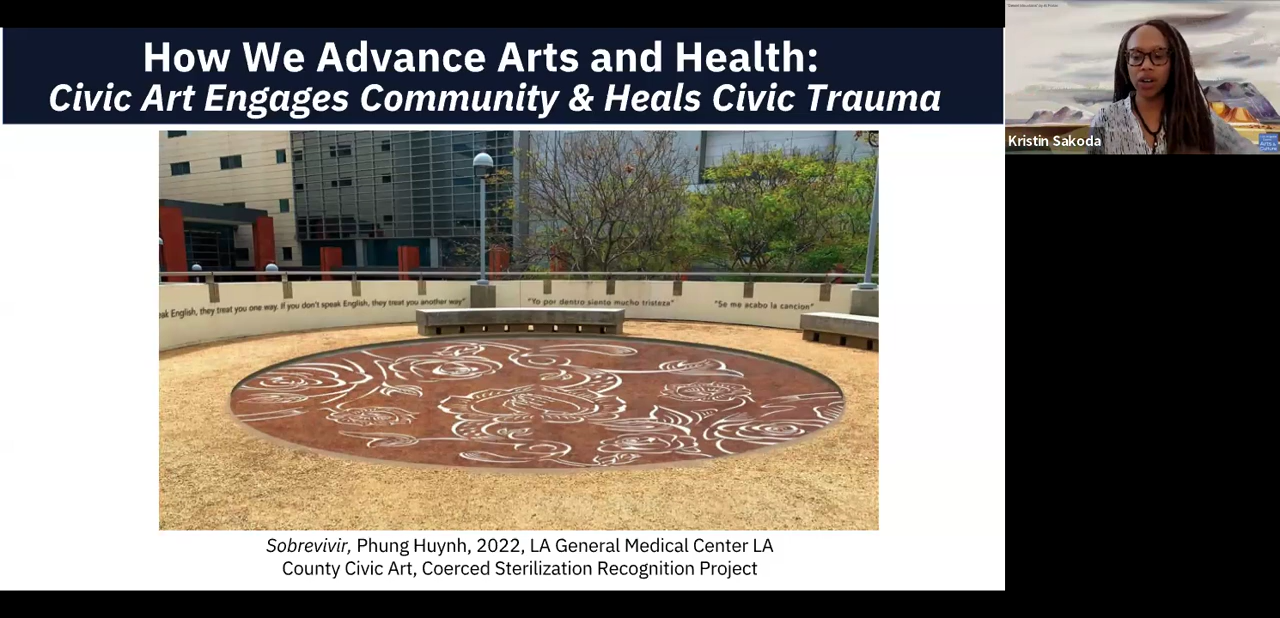 How We Advance Arts and Health:
Civic Art Engages Community & Heals Civic Trauma
Kristin Sakoda
Arts &
Culture
eak English, they treat you one way. If you don't speak English, they treat you another way"
"Yo por dentro siento mucho tristeza"
"Se me acabo la cancion"
Sobrevivir, Phung Huynh, 2022, LA General Medical Center LA
County Civic Art, Coerced Sterilization Recognition Project